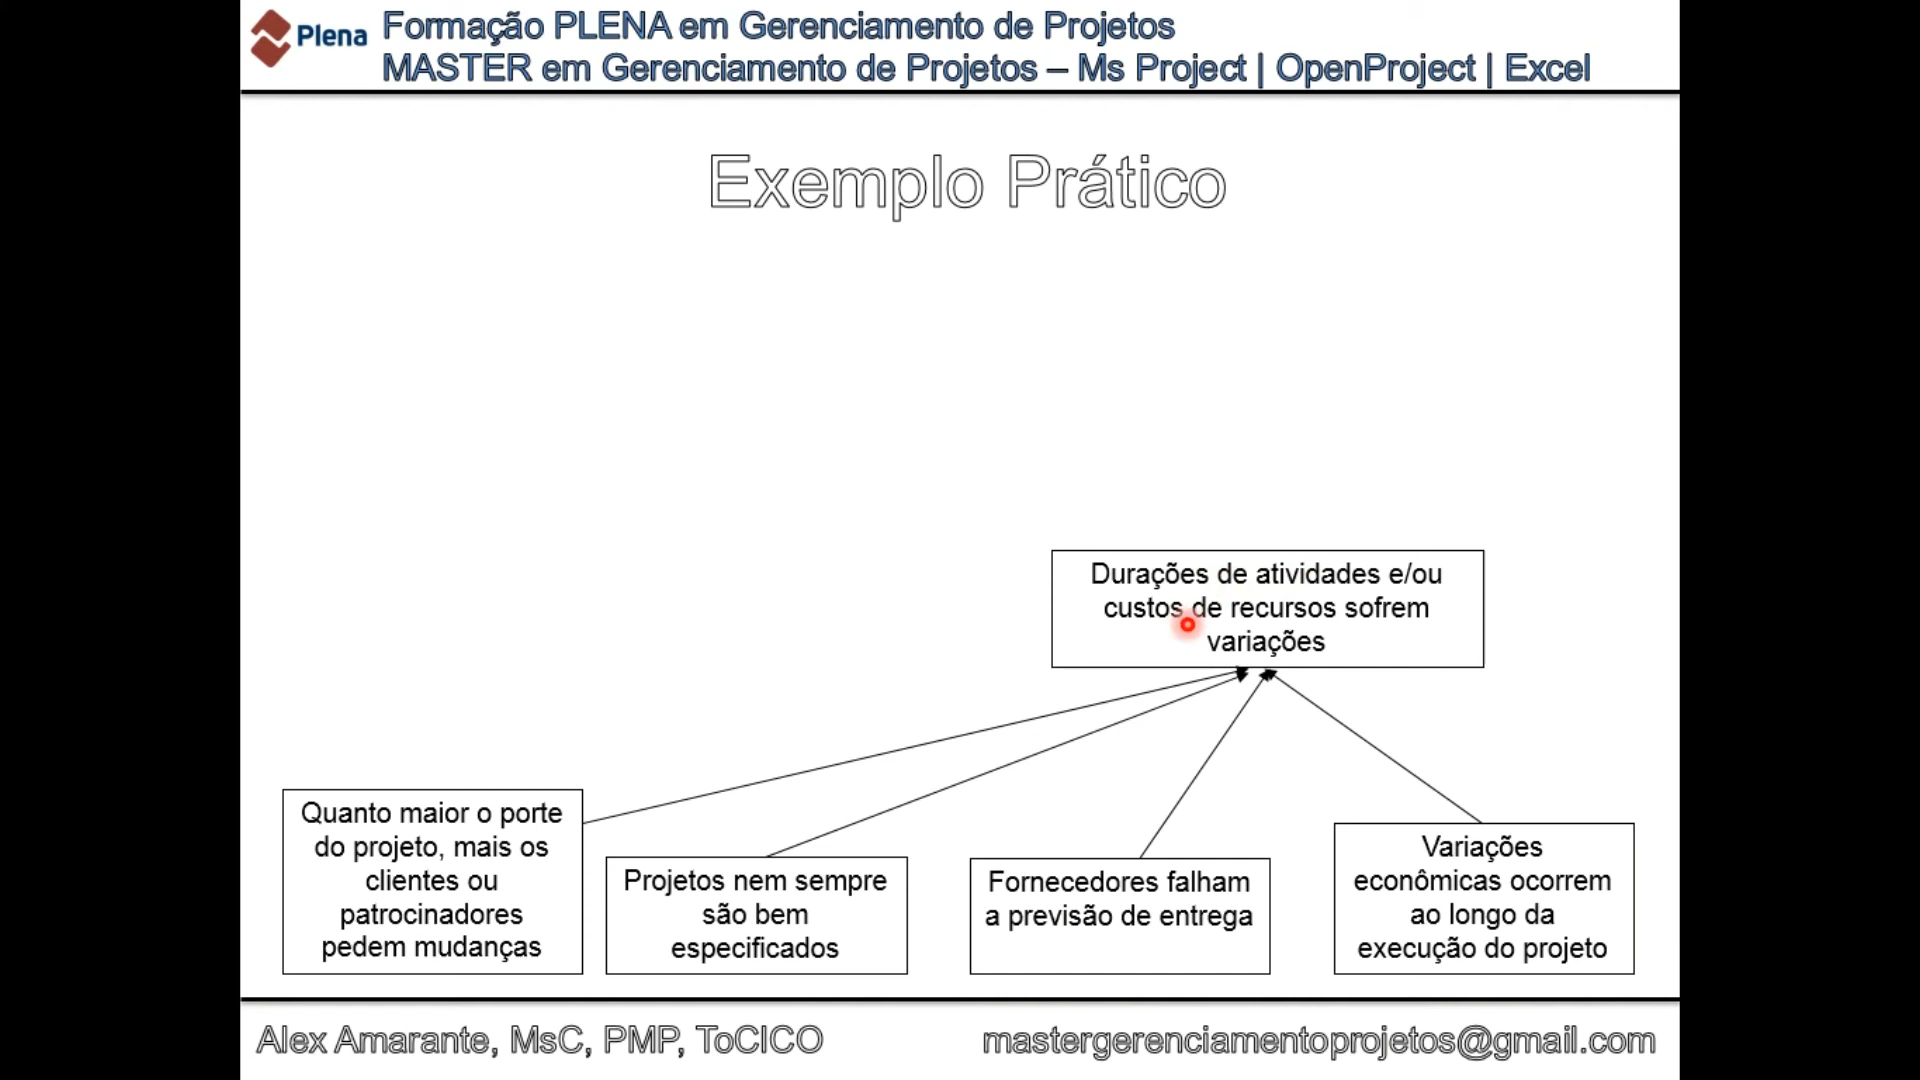 Plena
Formação PLENA em Gerenciamento de Projetos
MASTER em Gerenciamento de Projetos – Ms Project | OpenProject | Excel
Exemplo Prático
Durações de atividades e/ou
custos de recursos sofrem
variações
Quanto maior o porte
do projeto, mais os
clientes ou
patrocinadores
pedem mudanças
Projetos nem sempre
são bem
especificados
Fornecedores falham
a previsão de entrega
Variações
econômicas ocorrem
ao longo da
execução do projeto
Alex Amarante, MsC, PMP, ToCICO
mastergerenciamentoprojetos@gmail.com